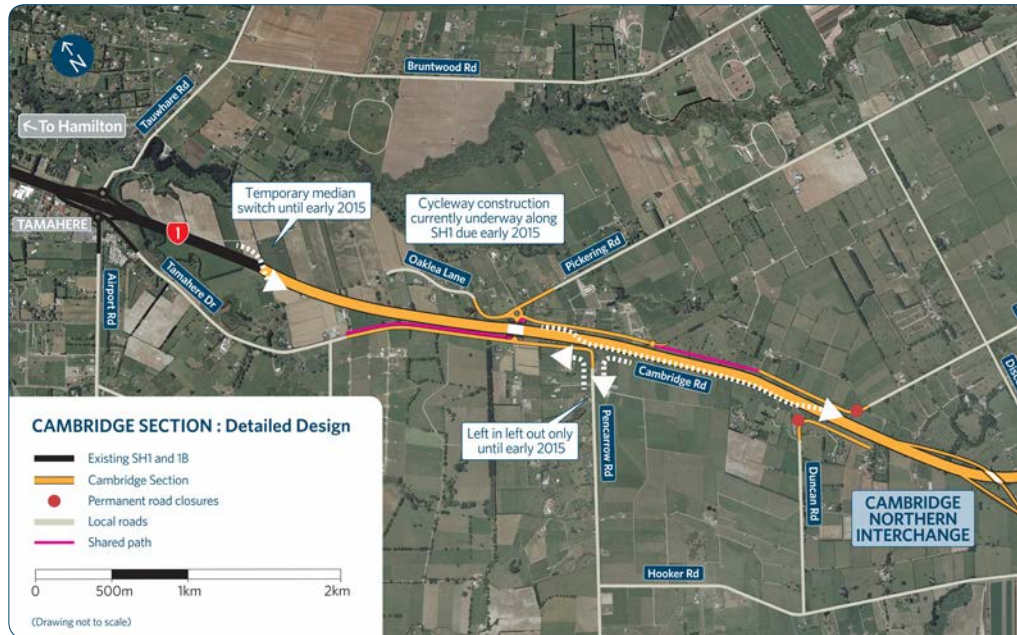 N
Bruntwood Rd
Tauwhare Rd
To Hamilton
Temporary median
switch until early 2015
Cycleway construction
currently underway along
SH1 due early 2015
TAMAHERE
1
Airport Rd
Tamahere Dr
Oaklea Lane
Pickering Rd
Cambridge Rd
Left in left out only
until early 2015
Pencarrow Rd
Duncan Rd
CAMBRIDGE
NORTHERN
INTERCHANGE
Hooker Rd
CAMBRIDGE SECTION : Detailed Design
Existing SH1 and 1B
Cambridge Section
Permanent road closures
Local roads
Shared path
0 500m 1km 2km
(Drawing not to scale)